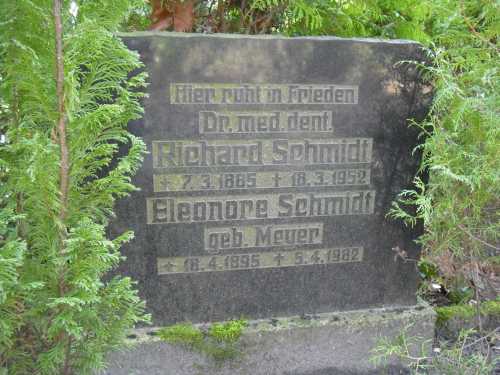 Hier ruht in Frieden
Dr. med. dent.
Richard Schmidt
+ 7.3.1885 + 18.3.1952
Eleonore Schmidt
geb. Meyer
+ 18.4.1895 + 5.4.1982